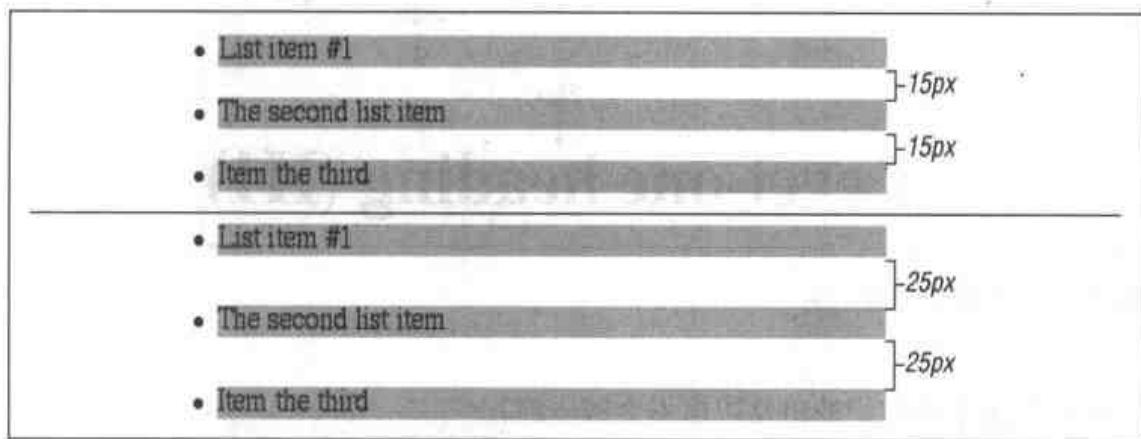 • List item #1
15px
• The second list item
15px
• Item the third
• List item #1
25px
• The second list item
25px
• Item the third